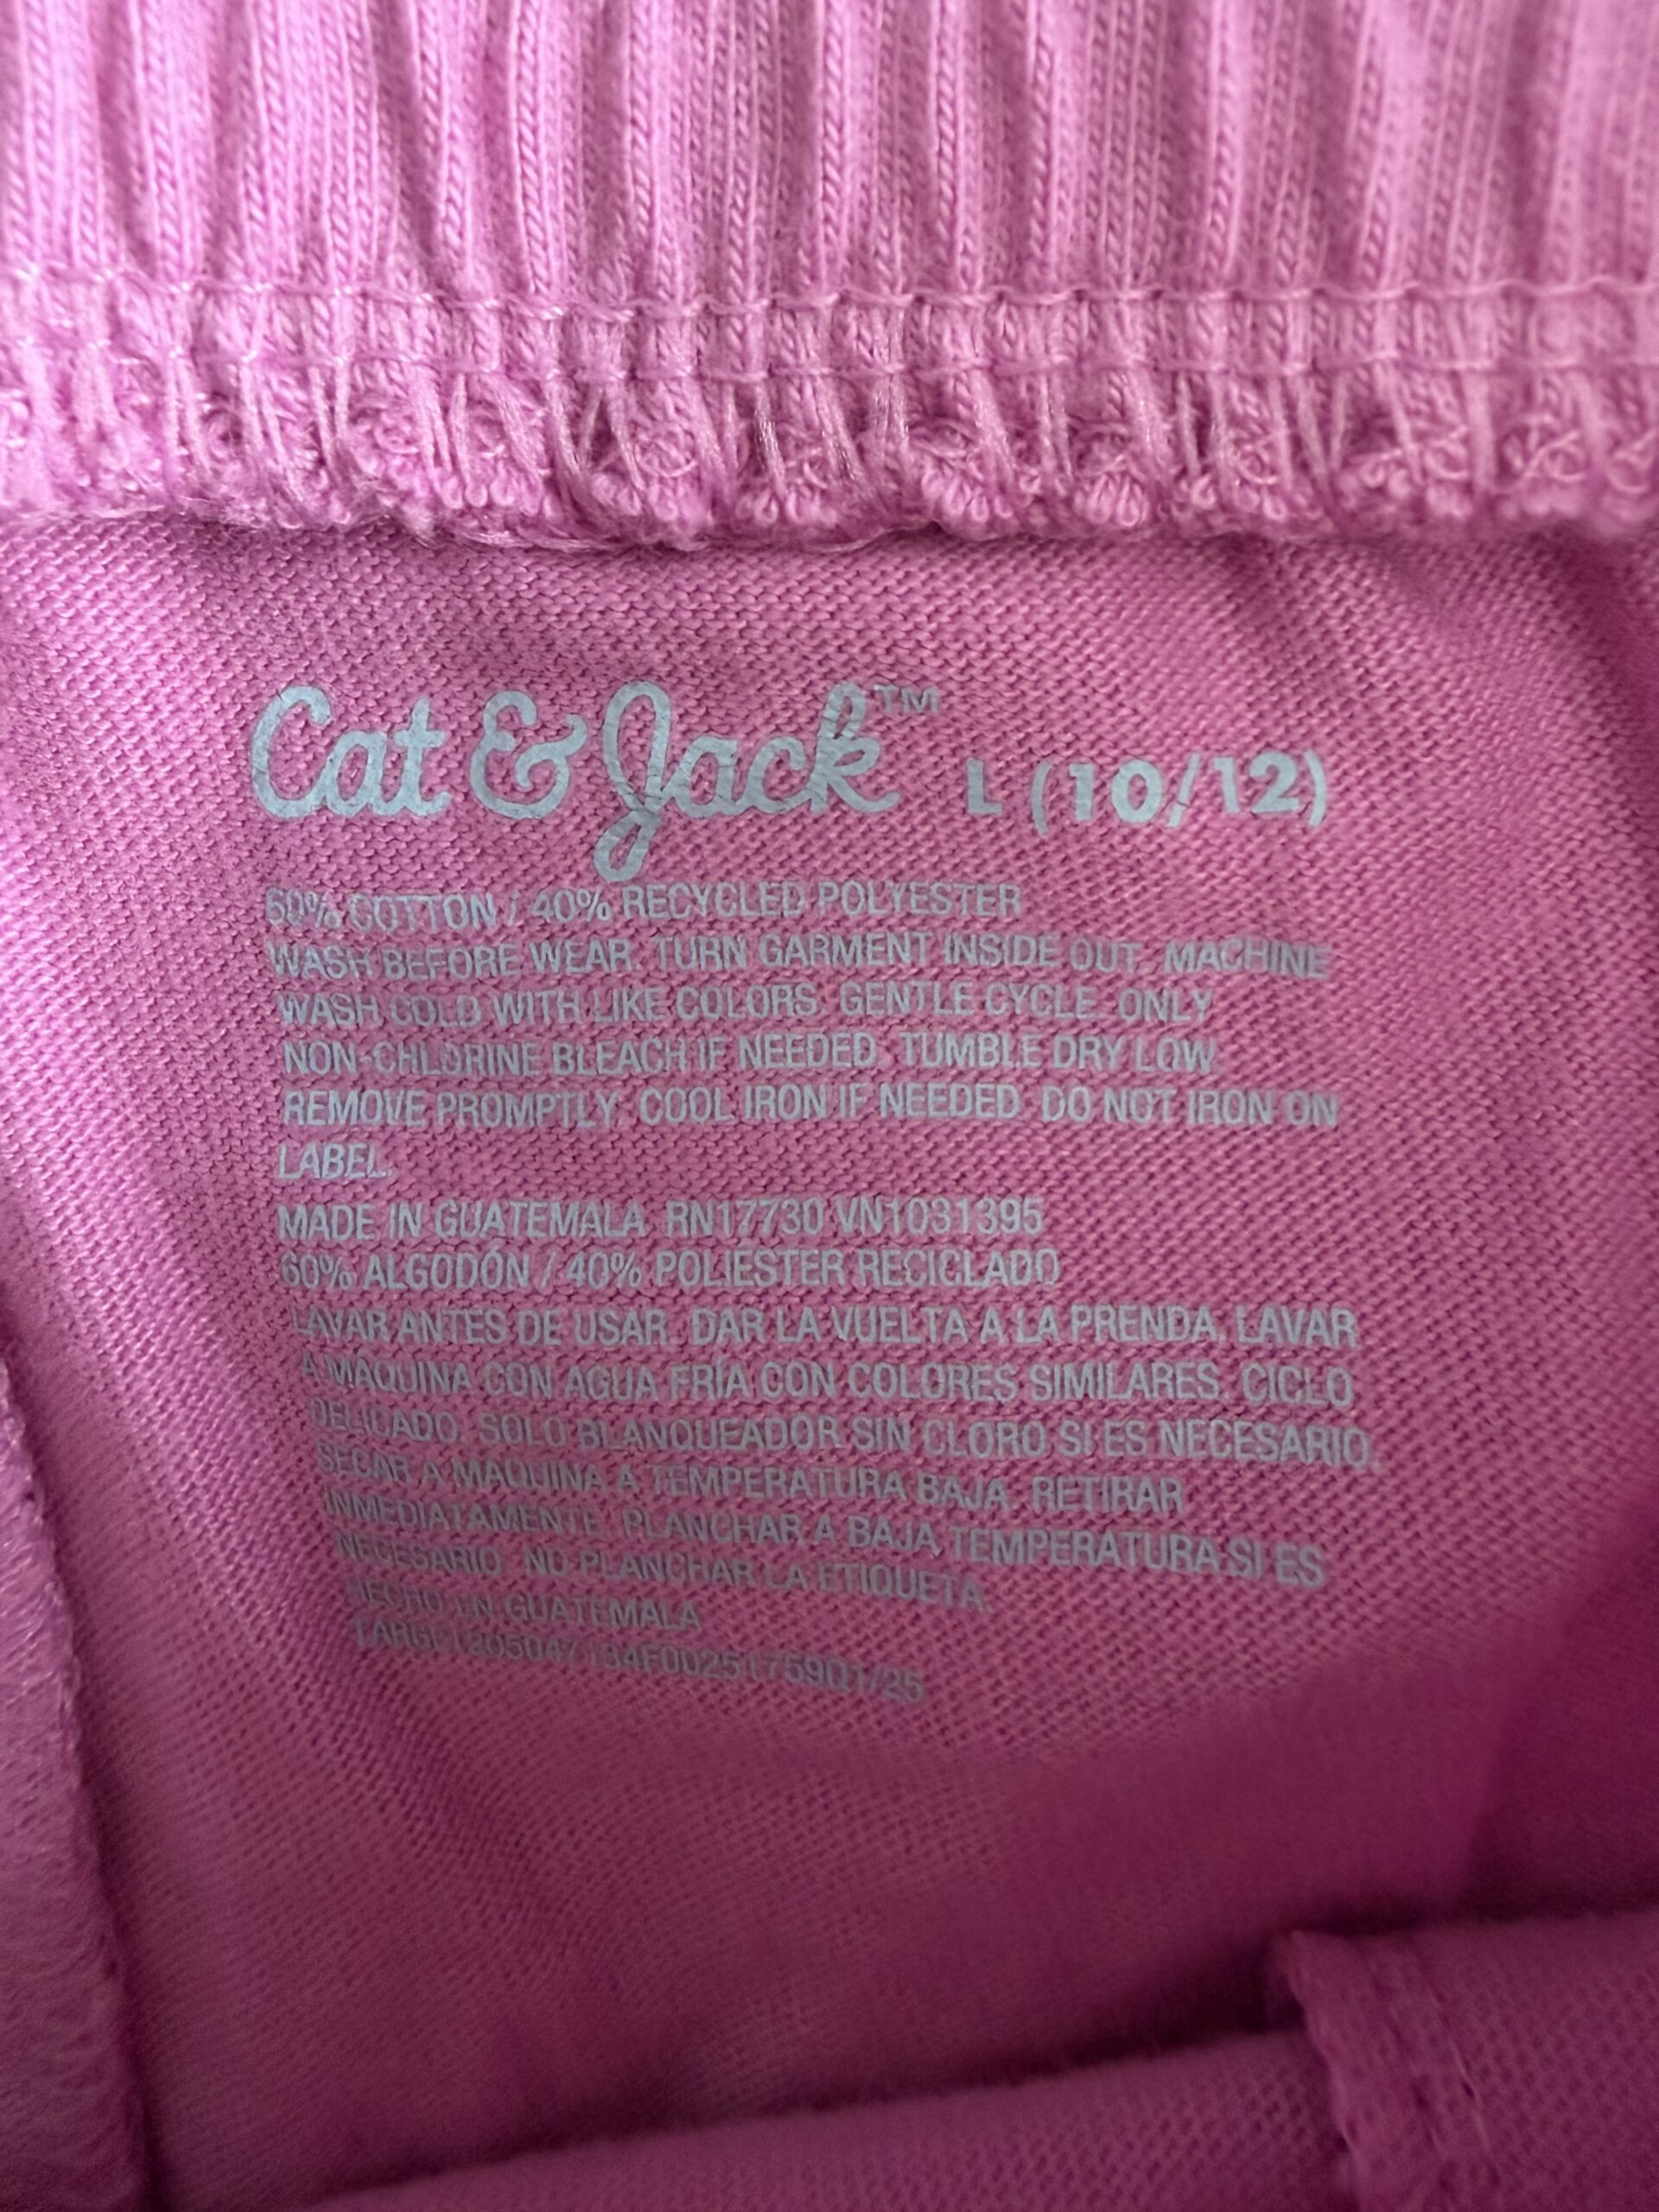 Cat & Jack™ L (10/12)
60% COTTON / 40% RECYCLED POLYESTER
WASH BEFORE WEAR. TURN GARMENT INSIDE OUT. MACHINE
WASH COLD WITH LIKE COLORS. GENTLE CYCLE. ONLY
NON-CHLORINE BLEACH IF NEEDED. TUMBLE DRY LOW.
REMOVE PROMPTLY. COOL IRON IF NEEDED. DO NOT IRON ON
LABEL.
MADE IN GUATEMALA RN17730 VN1031395
60% ALGODÓN / 40% POLIÉSTER RECICLADO
LAVAR ANTES DE USAR. DAR LA VUELTA A LA PRENDA. LAVAR
A MÁQUINA CON AGUA FRÍA CON COLORES SIMILARES. CICLO
DELICADO. SOLO BLANQUEADOR SIN CLORO SI ES NECESARIO.
SECAR A MÁQUINA A TEMPERATURA BAJA. RETIRAR
INMEDIATAMENTE. PLANCHAR A BAJA TEMPERATURA SI ES
NECESARIO. NO PLANCHAR LA ETIQUETA.
HECHO EN GUATEMALA